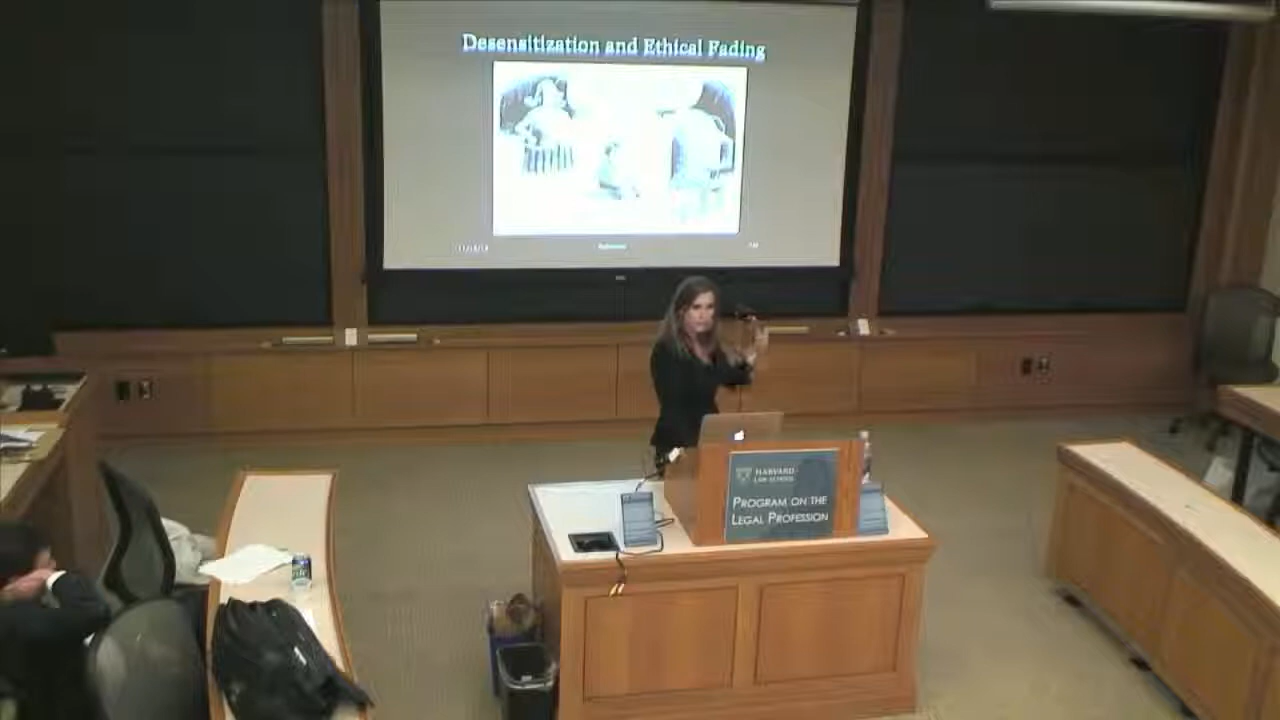 Desensitization and Ethical Fading
HARVARD
LAW SCHOOL
PROGRAM ON THE
LEGAL PROFESSION